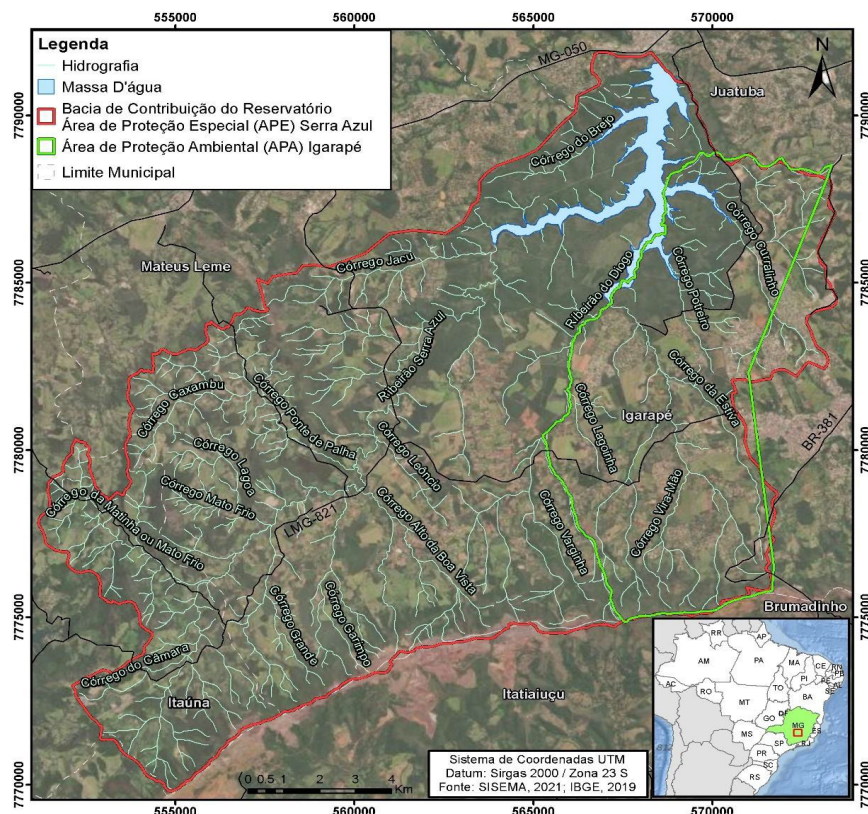 555000
560000
565000
570000
Legenda
Hidrografia
Massa D'água
Bacia de Contribuição do Reservatório
Área de Proteção Especial (APE) Serra Azul
Área de Proteção Ambiental (APA) Igarapé
Limite Municipal
MG-050
N
Juatuba
7790000
7790000
Córrego do Brejo
Córrego Curralinho
Mateus Leme
Córrego Jacu
Ribeirão do Diogo
Córrego Potreiro
7785000
7785000
Ribeirão Serra Azul
Córrego Caxambu
Córrego Ponte de Palha
Córrego da Estiva
Igarapé
Córrego Lagoinha
BR-381
7780000
7780000
Córrego Lagoa
Córrego Leôncio
Córrego Mato Frio
Córrego da Matinha ou Mato Frio
LMG-821
Córrego Alto da Boa Vista
Córrego Varginha
Córrego Vila-Mão
7775000
7775000
Córrego Grande
Córrego Garimpo
Brumadinho
Córrego do Câmara
Itaúna
Itatiaiuçu
RR
AP
AM
PA
MA
CE
RN
PB
PI
PE
AL
SE
AC
RO
TO
BA
MT
DF
GO
MG
ES
MS
SP
RJ
PR
SC
RS
7770000
7770000
0 0.5 1 2 3 4
Km
Sistema de Coordenadas UTM
Datum: Sirgas 2000 / Zona 23 S
Fonte: SISEMA, 2021; IBGE, 2019
555000
560000
565000
570000